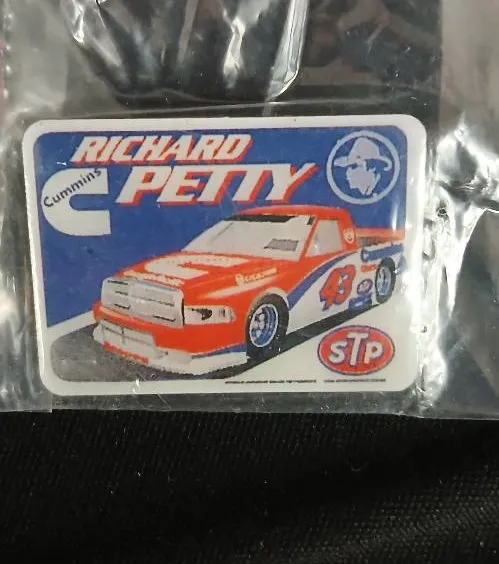 RICHARD
PETTY
Cummins
43
STP